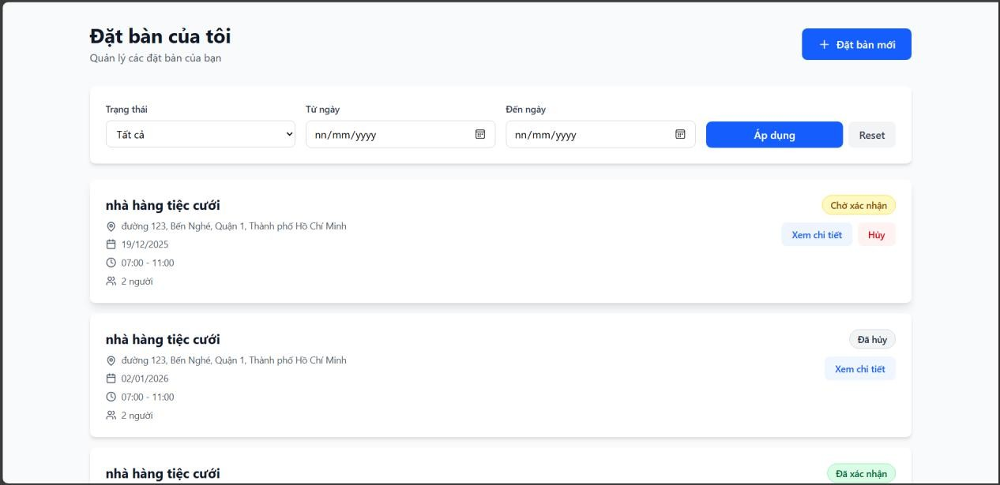 Đặt bàn của tôi
Quản lý các đặt bàn của bạn
Đặt bàn mới
Trạng thái
Từ ngày
Đến ngày
Tất cả
nn/mm/yyyy
nn/mm/yyyy
Áp dụng
Reset
nhà hàng tiệc cưới
Chờ xác nhận
đường 123, Bến Nghé, Quận 1, Thành phố Hồ Chí Minh
Xem chi tiết
Hủy
19/12/2025
07:00 - 11:00
2 người
nhà hàng tiệc cưới
Đã hủy
đường 123, Bến Nghé, Quận 1, Thành phố Hồ Chí Minh
Xem chi tiết
02/01/2026
07:00 - 11:00
2 người
nhà hàng tiệc cưới
Đã xác nhận